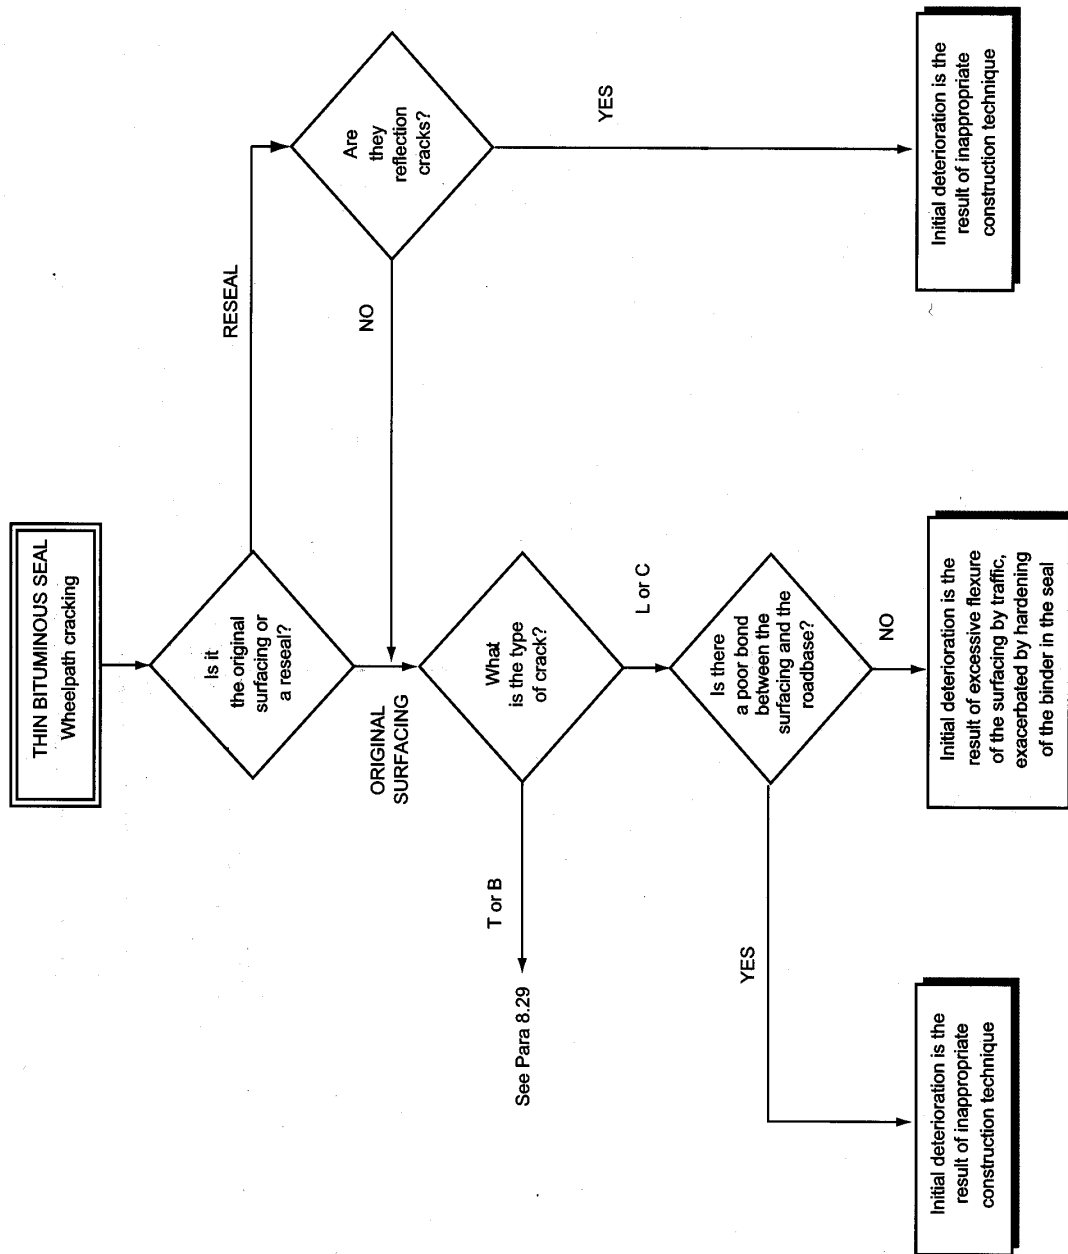 THIN BITUMINOUS SEAL
Wheelpath cracking
Is it
the original
surfacing or
a reseal?
RESEAL
Are
they
reflection
cracks?
NO
YES
ORIGINAL
SURFACING
What
is the type
of crack?
T or B
See Para 8.29
L or C
Is there
a poor bond
between the
surfacing and the
roadbase?
YES
NO
Initial deterioration is the
result of inappropriate
construction technique
Initial deterioration is the
result of excessive flexure
of the surfacing by traffic,
exacerbated by hardening
of the binder in the seal
Initial deterioration is the
result of inappropriate
construction technique